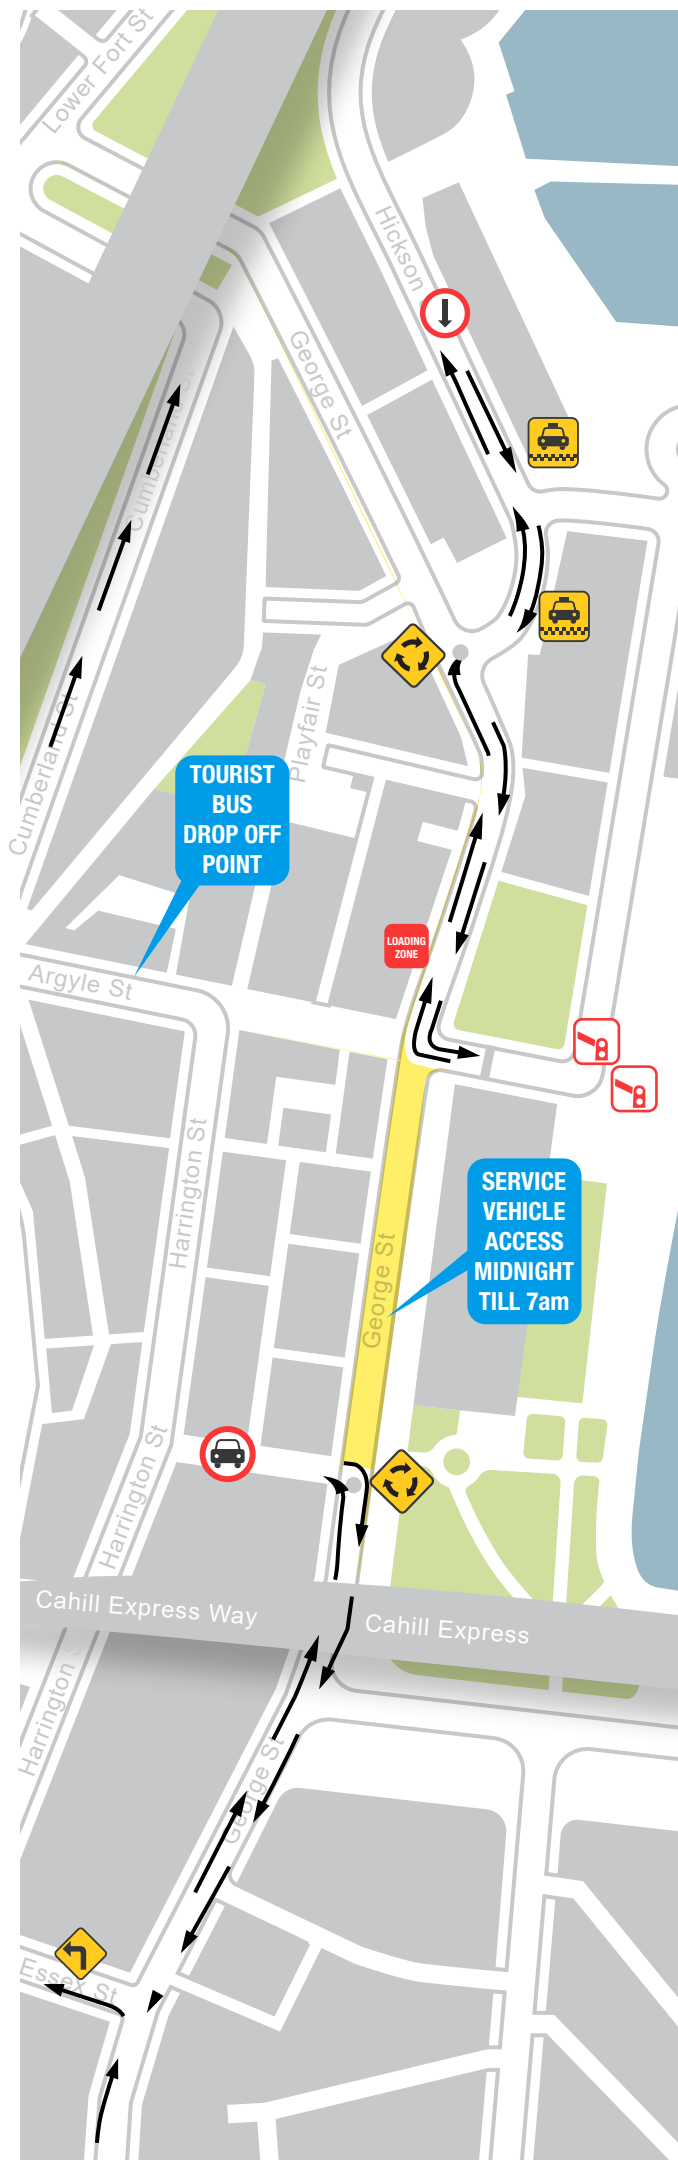 Lower Fort St
Hickson
George St
Cumberland St
Playfair St
Cumberland St
TOURIST
BUS
DROP OFF
POINT
LOADING
ZONE
Argyle St
Harrington St
SERVICE
VEHICLE
ACCESS
MIDNIGHT
TILL 7am
George St
Harrington St
Cahill Express Way
Cahill Express
Harrington S
George St
Essex St